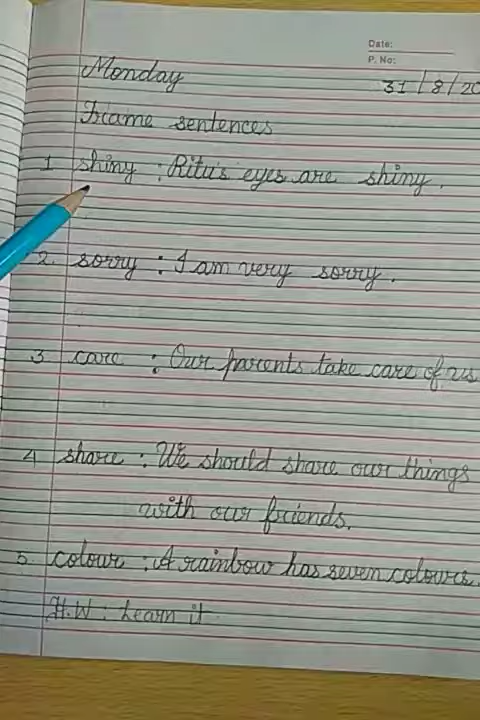 Date:
P. No:
Monday
31/8/20
Frame sentences
1 shiny : Ritu's eyes are shiny.
2. sorry : I am very sorry.
3 care : Our parents take care of us
4 share : We should share our things
with our friends.
5. colour : A rainbow has seven colours.
H.W : Learn it